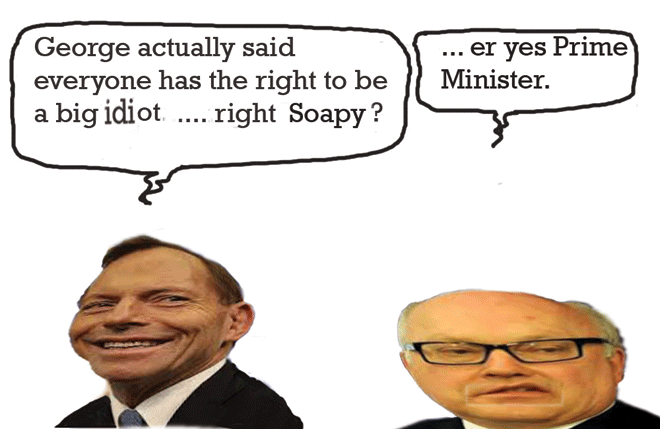 George actually said
everyone has the right to be
a big idiot .... right Soapy ?
... er yes Prime
Minister.